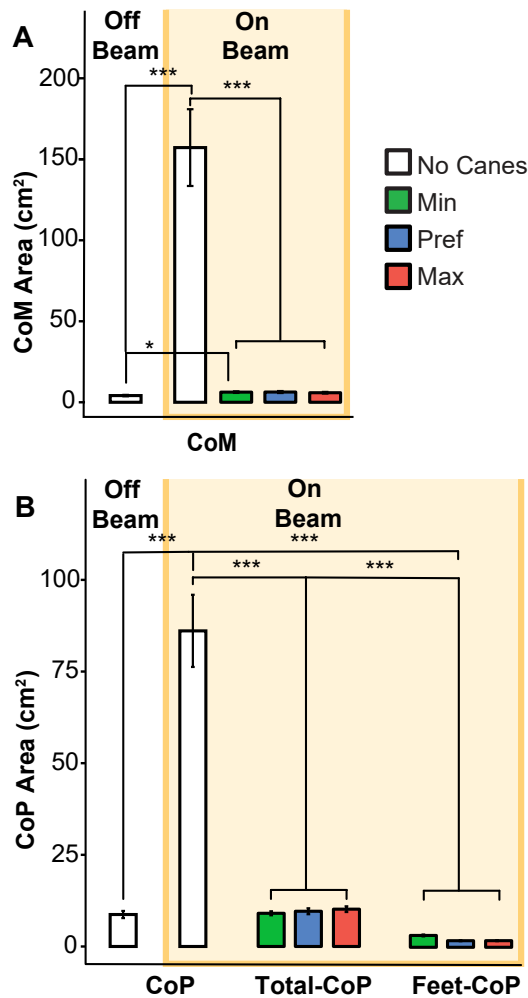 A
Off
Beam
On
Beam
***
***
*
200
150
100
50
0
CoM Area (cm²)
CoM
No Canes
Min
Pref
Max
B
Off
Beam
On
Beam
***
***
***
***
100
75
50
25
0
CoP Area (cm²)
CoP Total-CoP Feet-CoP